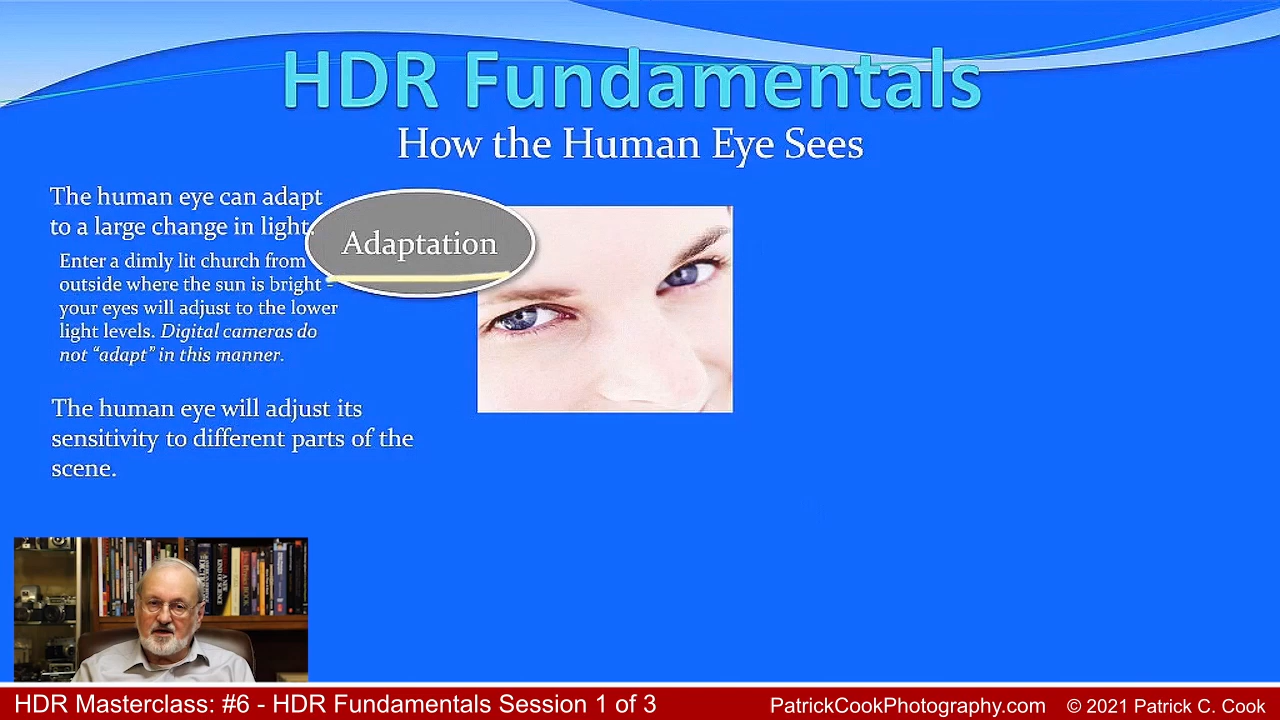 HDR Fundamentals
How the Human Eye Sees
The human eye can adapt
to a large change in light.
Adaptation
Enter a dimly lit church from
outside where the sun is bright -
your eyes will adjust to the lower
light levels. Digital cameras do
not “adapt” in this manner.
The human eye will adjust its
sensitivity to different parts of the
scene.
HDR Masterclass: #6 - HDR Fundamentals Session 1 of 3
PatrickCookPhotography.com © 2021 Patrick C. Cook